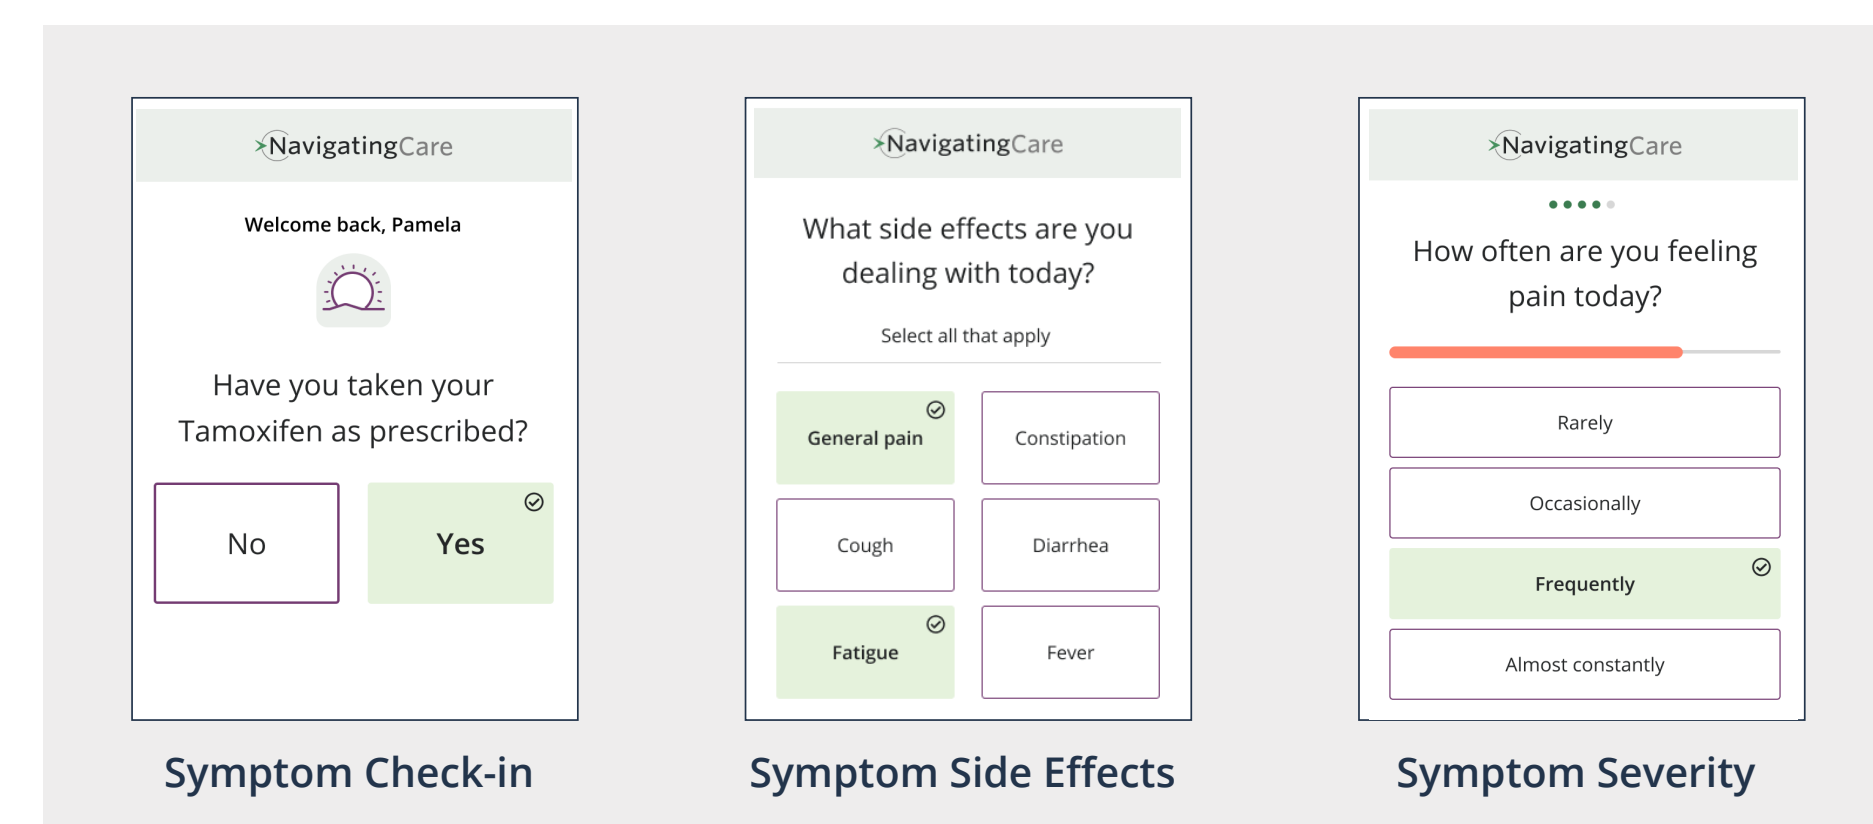 NavigatingCare
Welcome back, Pamela
Have you taken your
Tamoxifen as prescribed?
No
Yes
Symptom Check-in
NavigatingCare
What side effects are you
dealing with today?
Select all that apply
General pain
Constipation
Cough
Diarrhea
Fatigue
Fever
Symptom Side Effects
NavigatingCare
How often are you feeling
pain today?
Rarely
Occasionally
Frequently
Almost constantly
Symptom Severity